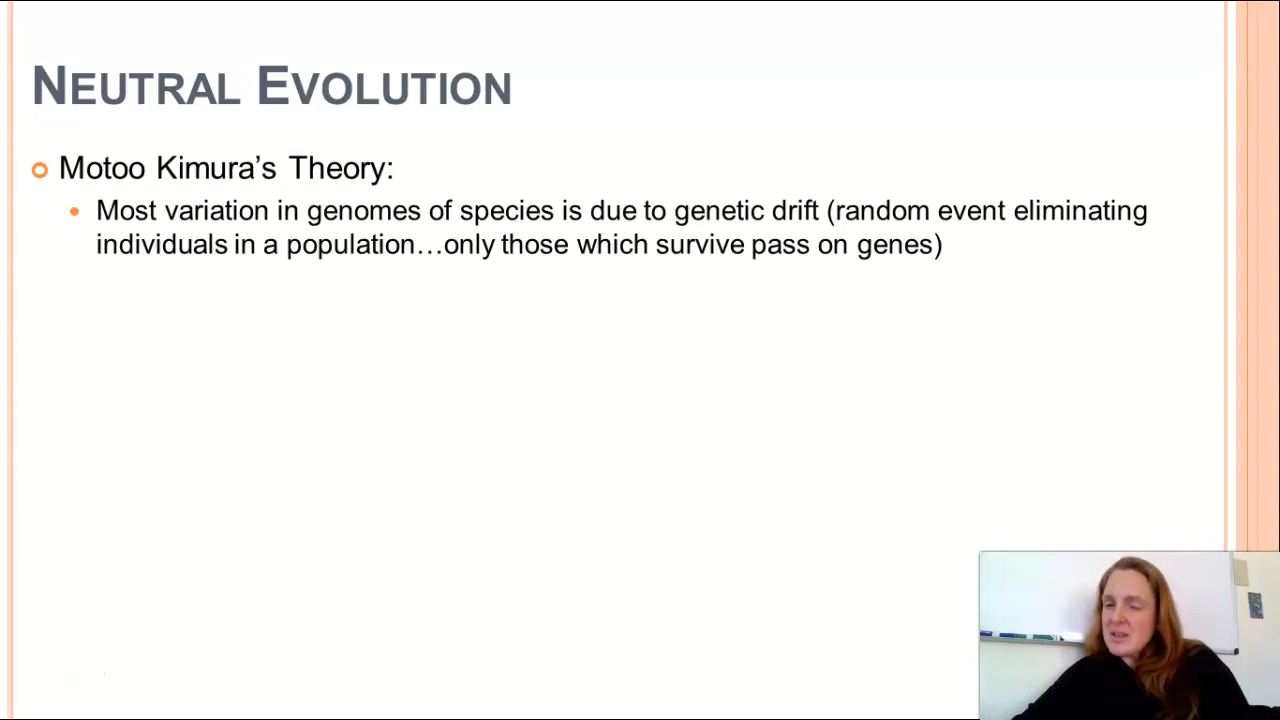 NEUTRAL EVOLUTION
Motoo Kimura’s Theory:
Most variation in genomes of species is due to genetic drift (random event eliminating
individuals in a population…only those which survive pass on genes)